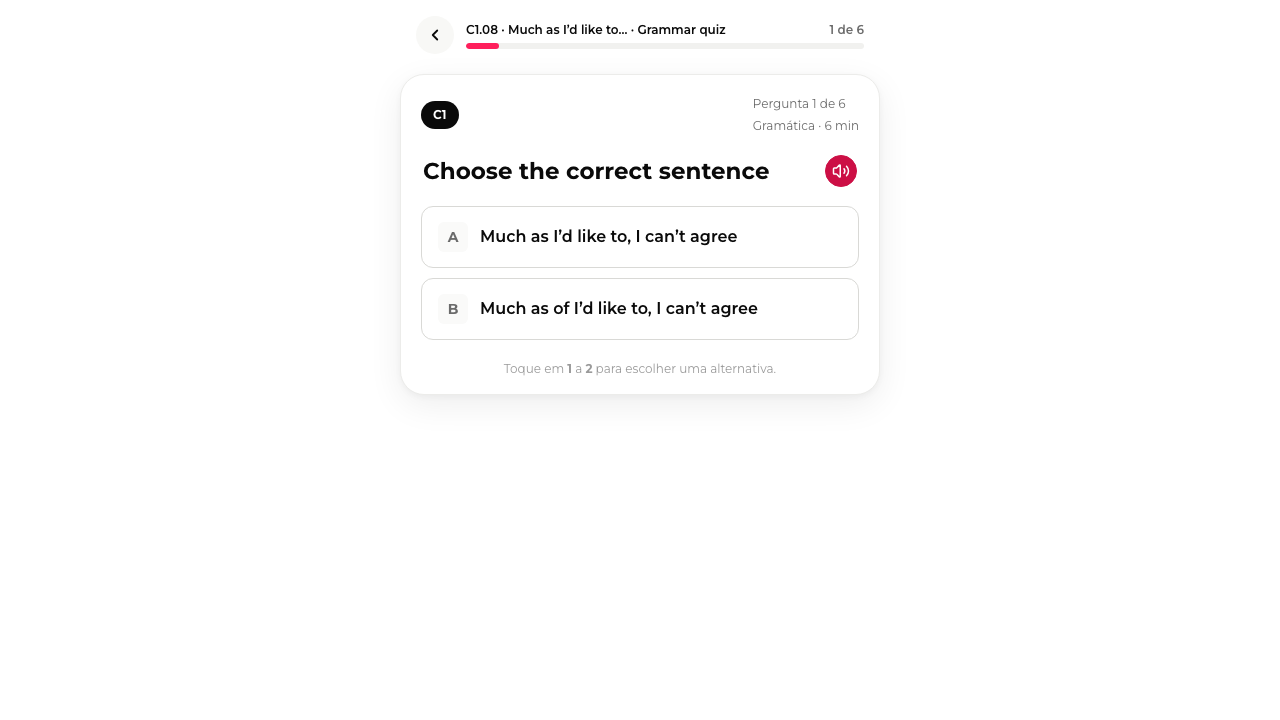 C1.08 · Much as I’d like to… · Grammar quiz
1 de 6
C1
Pergunta 1 de 6
Gramática · 6 min
Choose the correct sentence
A Much as I’d like to, I can’t agree
B Much as of I’d like to, I can’t agree
Toque em 1 a 2 para escolher uma alternativa.